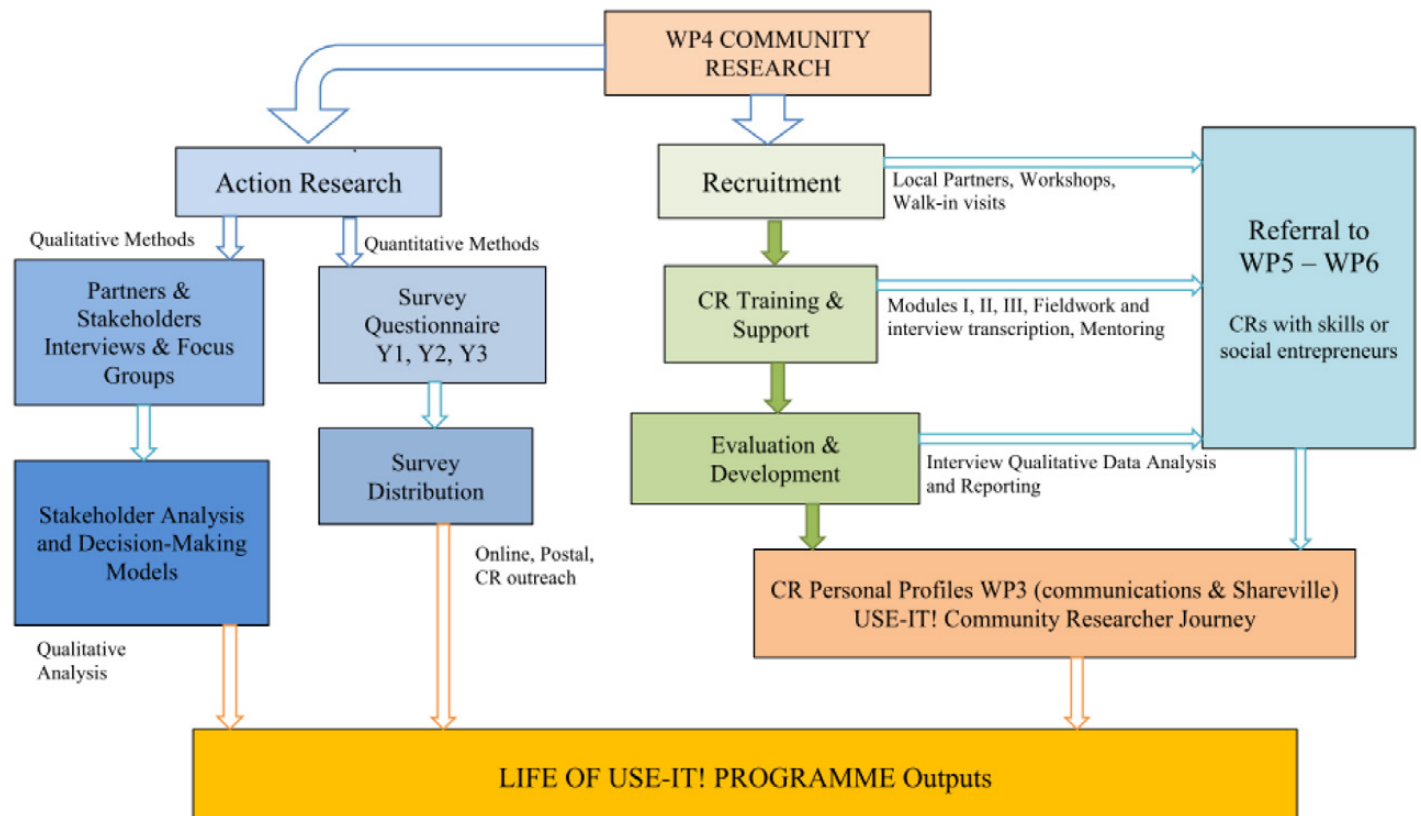 WP4 COMMUNITY
RESEARCH
Action Research
Qualitative Methods
Quantitative Methods
Partners &
Stakeholders
Interviews & Focus
Groups
Survey
Questionnaire
Y1, Y2, Y3
Stakeholder Analysis
and Decision-Making
Models
Survey
Distribution
Qualitative
Analysis
Online, Postal,
CR outreach
Recruitment
Local Partners, Workshops,
Walk-in visits
CR Training &
Support
Modules I, II, III, Fieldwork and
interview transcription, Mentoring
Evaluation &
Development
Interview Qualitative Data Analysis
and Reporting
Referral to
WP5 – WP6
CRs with skills or
social entrepreneurs
CR Personal Profiles WP3 (communications & Shareville)
USE-IT! Community Researcher Journey
LIFE OF USE-IT! PROGRAMME Outputs